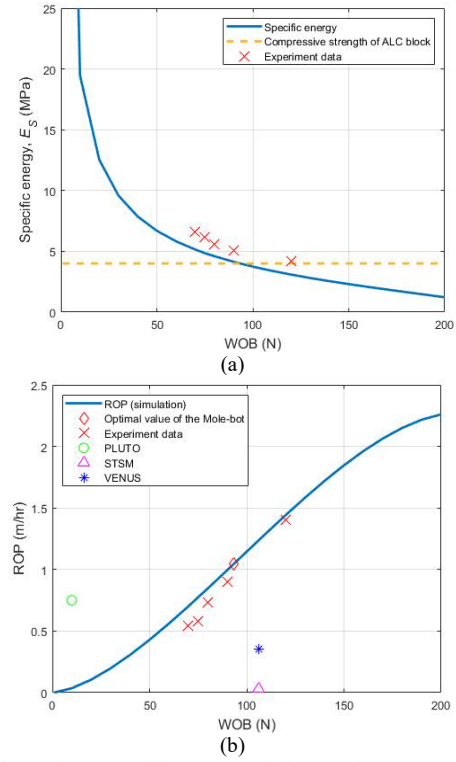 25
20
15
10
5
0
Specific energy, E_S (MPa)
Specific energy
Compressive strength of ALC block
Experiment data
0 50 100 150 200
WOB (N)
(a)
2.5
2
1.5
1
0.5
0
ROP (m/hr)
ROP (simulation)
Optimal value of the Mole-bot
Experiment data
PLUTO
STSM
VENUS
0 50 100 150 200
WOB (N)
(b)